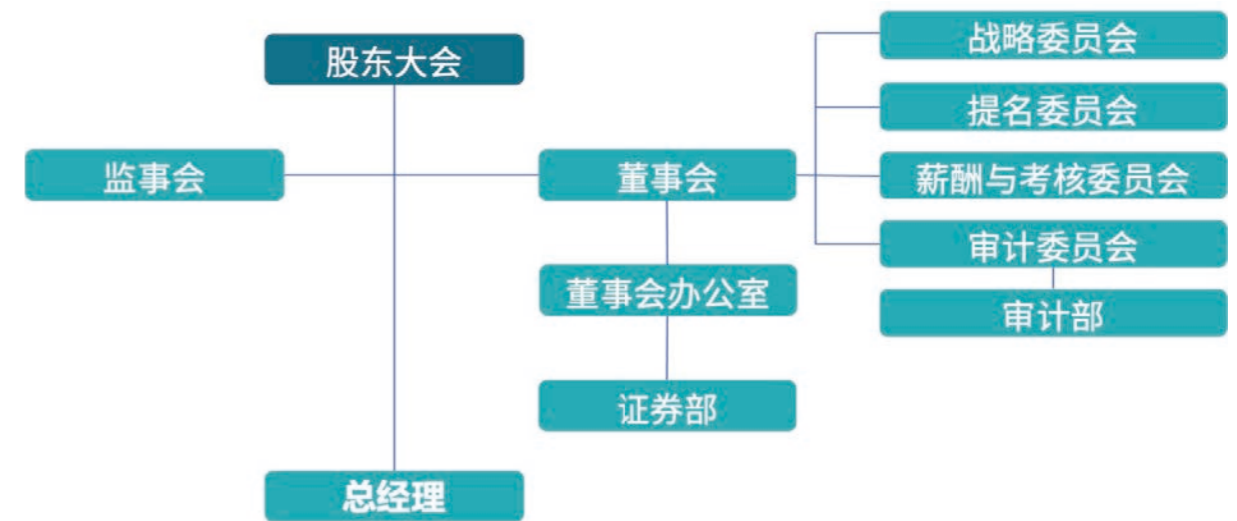 股东大会
监事会
董事会
董事会办公室
证券部
总经理
战略委员会
提名委员会
薪酬与考核委员会
审计委员会
审计部